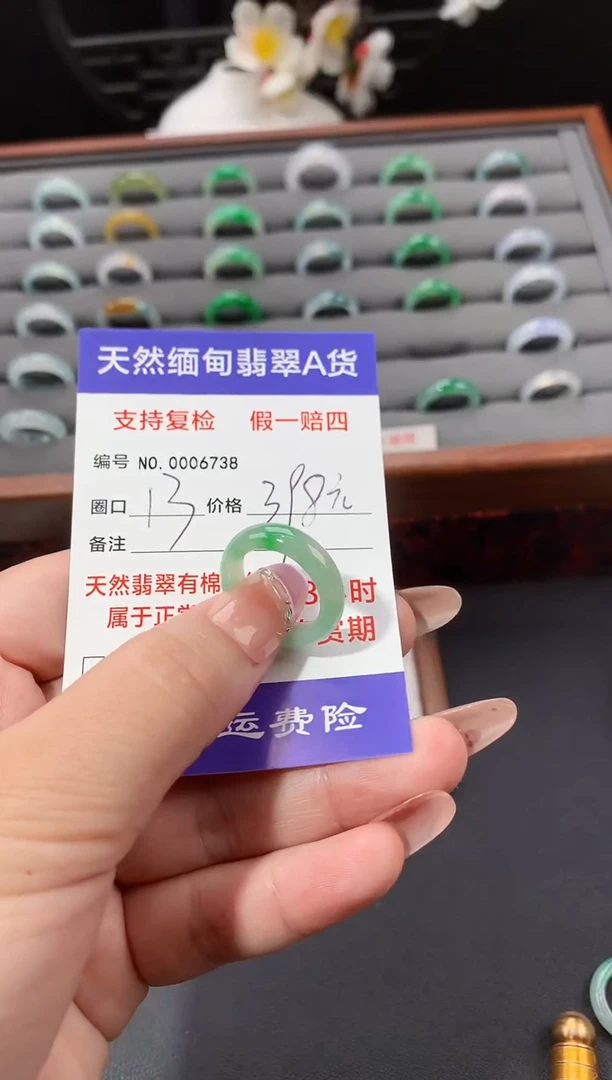 天然缅甸翡翠A货
支持复检 假一赔四
编号 NO.0006738
圈口 13 价格 398元
备注
天然翡翠有棉 时
属于正 赏期
运费险